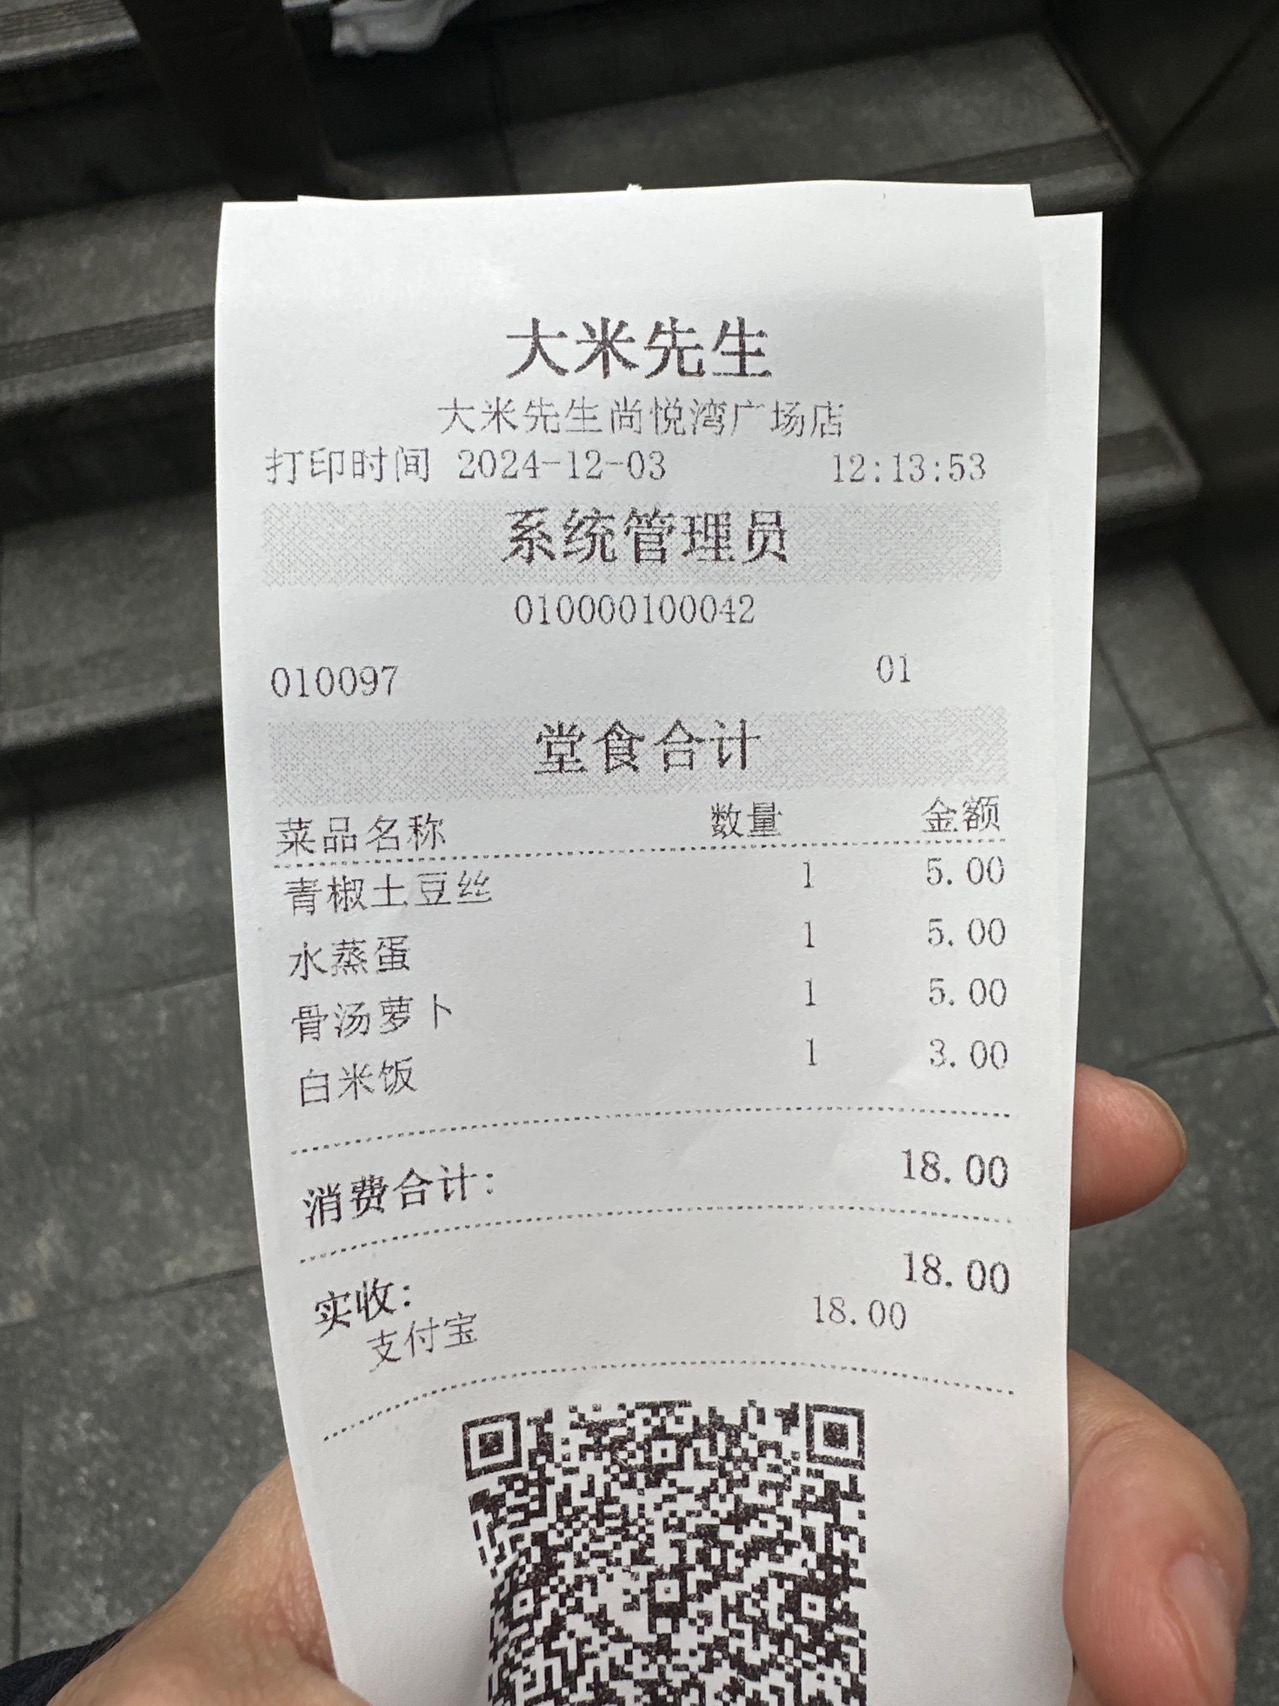 大米先生
大米先生尚悦湾广场店
打印时间 2024-12-03 12:13:53
系统管理员
010000100042
010097 01
堂食合计
菜品名称 数量 金额
青椒土豆丝 1 5.00
水蒸蛋 1 5.00
骨汤萝卜 1 5.00
白米饭 1 3.00
消费合计: 18.00
实收: 18.00
支付宝 18.00